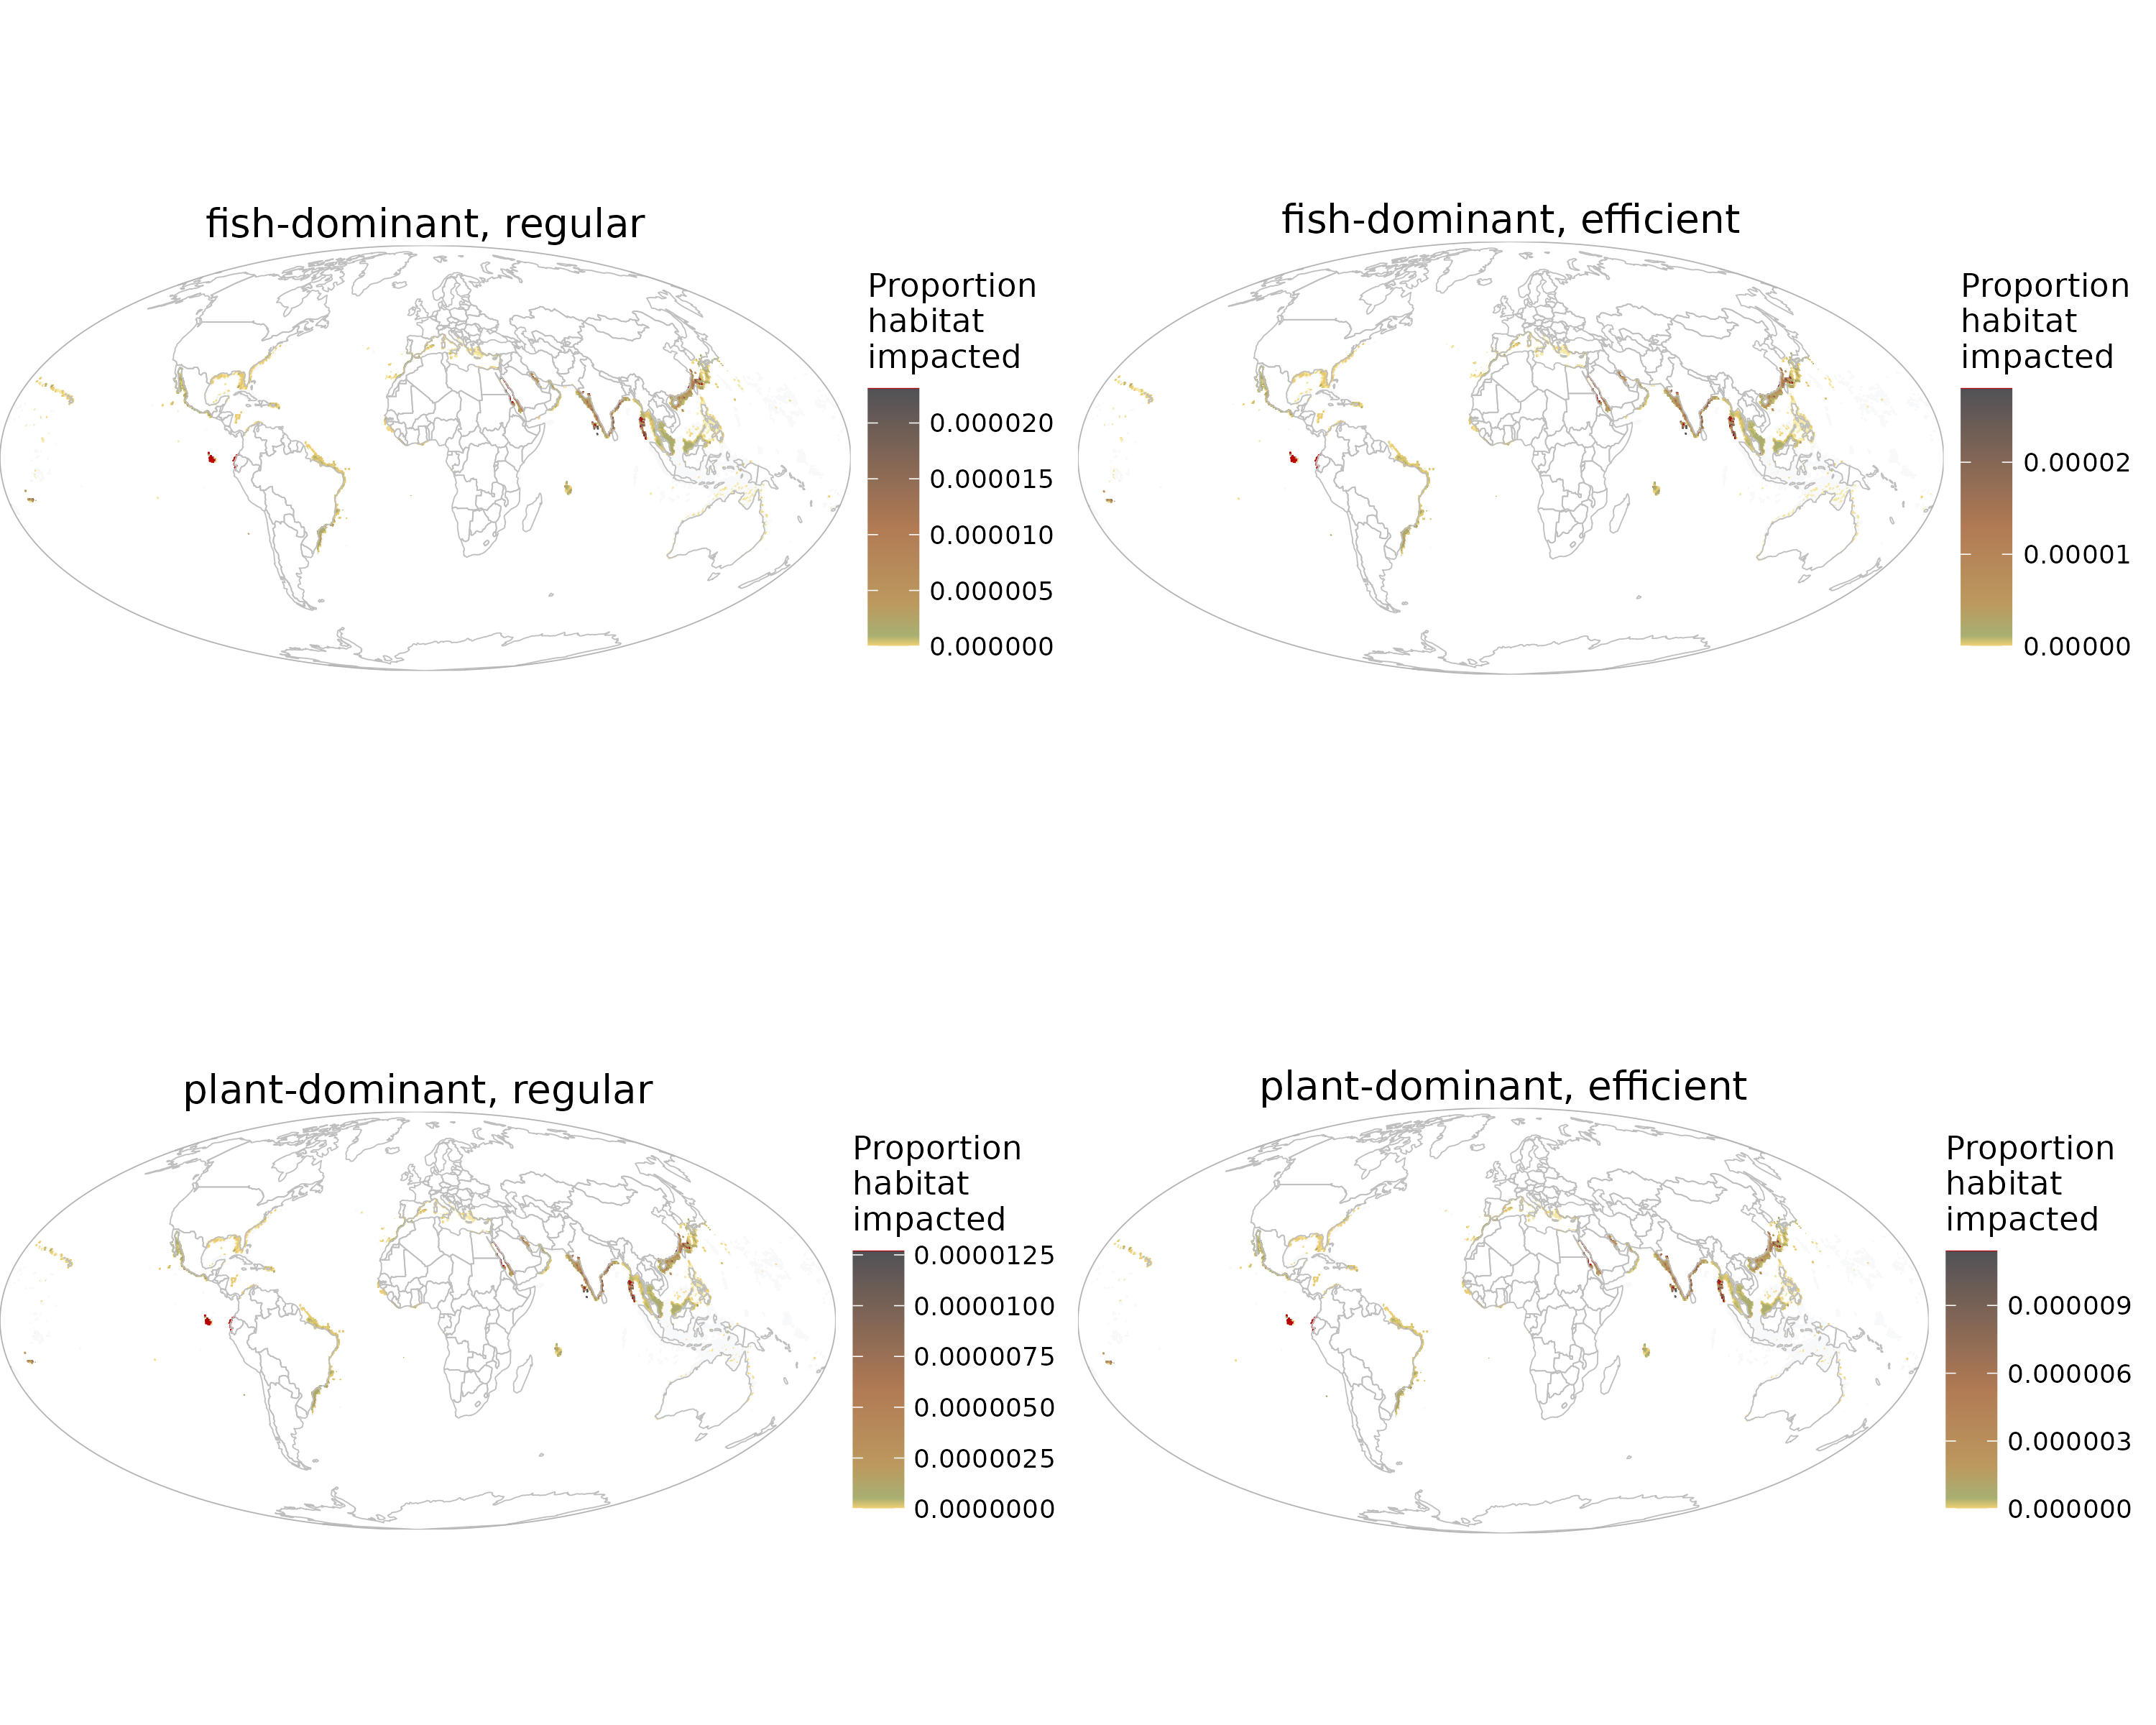 fish-dominant, regular
Proportion
habitat
impacted
0.000020
0.000015
0.000010
0.000005
0.000000
fish-dominant, efficient
Proportion
habitat
impacted
0.00002
0.00001
0.00000
plant-dominant, regular
Proportion
habitat
impacted
0.0000125
0.0000100
0.0000075
0.0000050
0.0000025
0.0000000
plant-dominant, efficient
Proportion
habitat
impacted
0.000009
0.000006
0.000003
0.000000